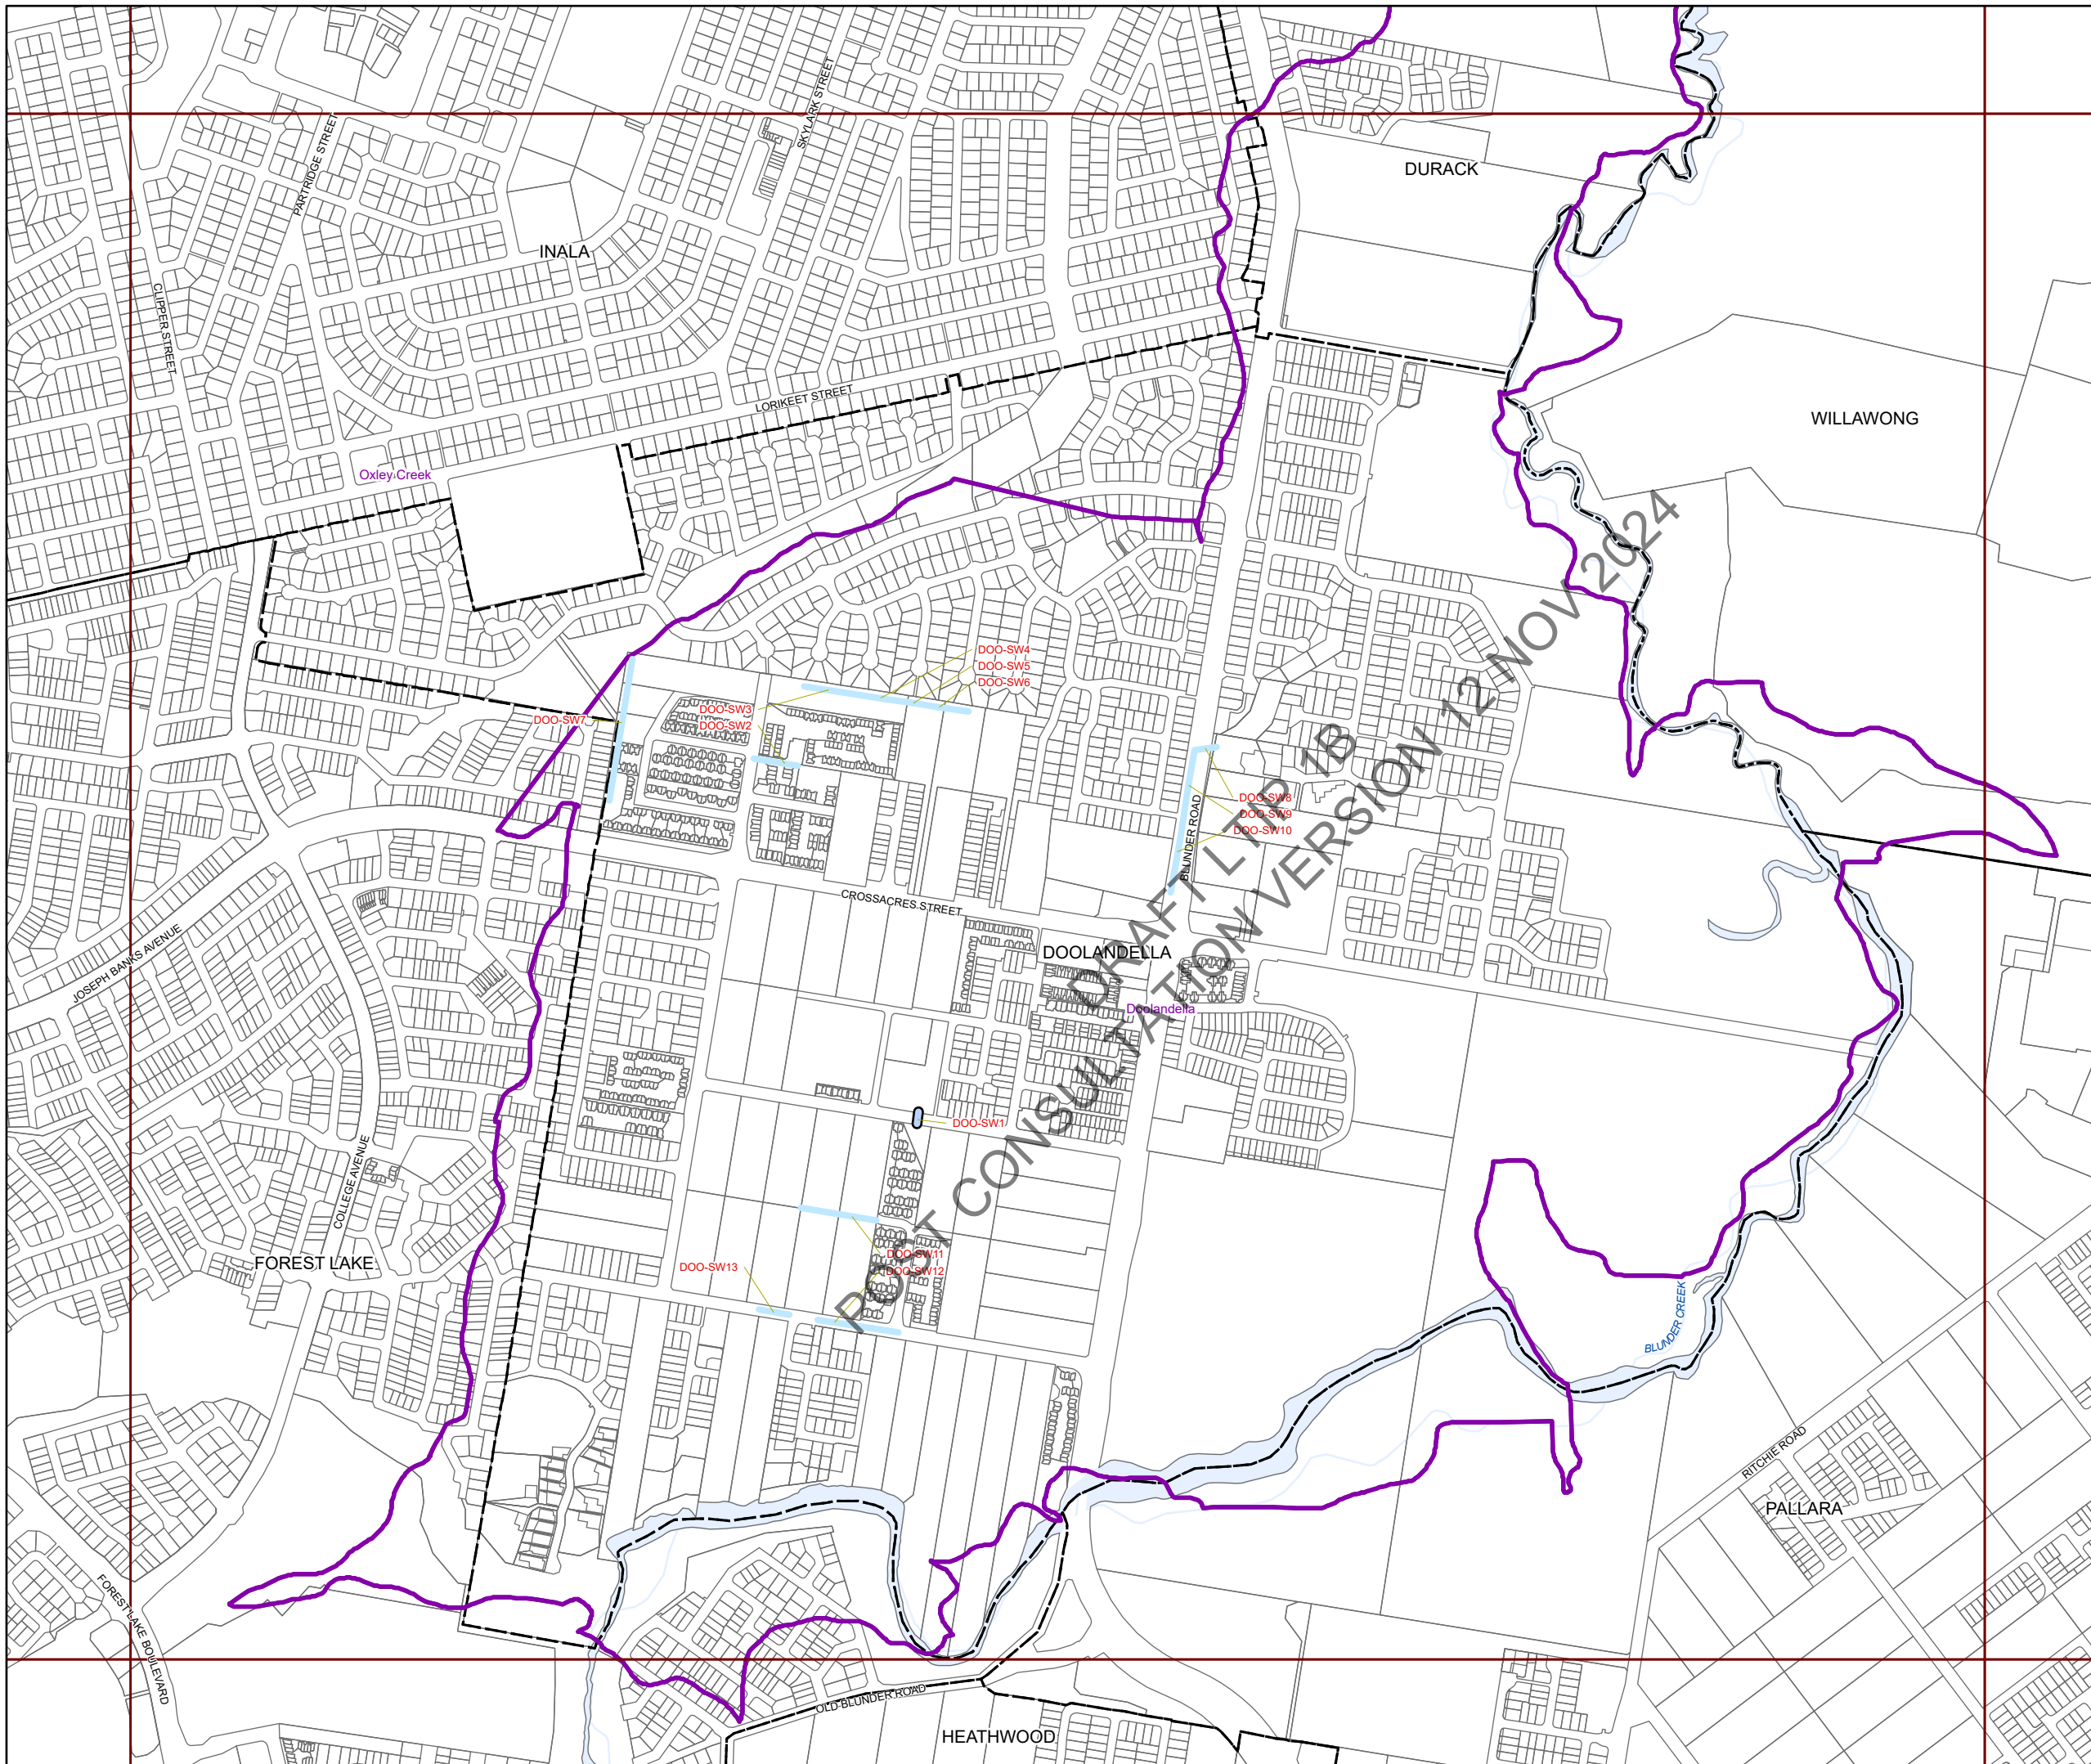 SKYLARK STREET
PARTRIDGE STREET
DURACK
INALA
CLIPPER STREET
LORIKEET STREET
WILLAWONG
Oxley Creek
DOO-SW4
DOO-SW5
DOO-SW6
DOO-SW3
DOO-SW7
DOO-SW2
DOO-SW8
DOO-SW9
DOO-SW10
BLUNDER ROAD
CROSSACRES STREET
JOSEPH BANKS AVENUE
DOOLANDELLA
Doolandella
DRAFT LTIP 1B
POST CONSULTATION VERSION 12 NOV 2024
DOO-SW1
COLLEGE AVENUE
FOREST LAKE
DOO-SW11
DOO-SW13
DOO-SW12
BLUNDER CREEK
RITCHIE ROAD
PALLARA
FOREST LAKE BOULEVARD
OLD BLUNDER ROAD
HEATHWOOD